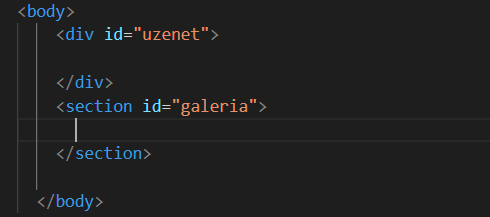 <body>
<div id="uzenet">
</div>
<section id="galeria">
</section>
</body>